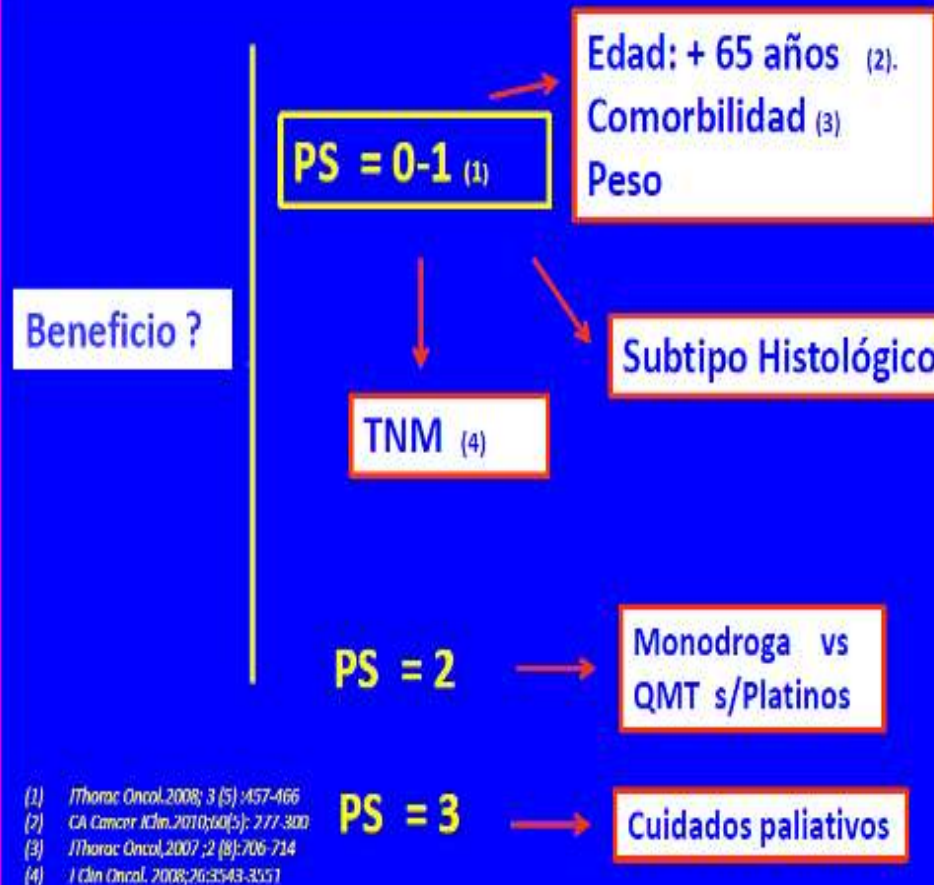 Edad: + 65 años (2).
Comorbilidad (3)
Peso
PS = 0-1 (1)
Beneficio ?
Subtipo Histológico
TNM (4)
PS = 2
Monodroga vs
QMT s/Platinos
PS = 3
Cuidados paliativos
(1) JThorac Oncol.2008; 3 (5) :457-466
(2) CA Cancer JClin.2010;60(5): 277-300
(3) JThorac Oncol,2007 ;2 (8):706-714
(4) J Clin Oncol. 2008;26:3543-3551